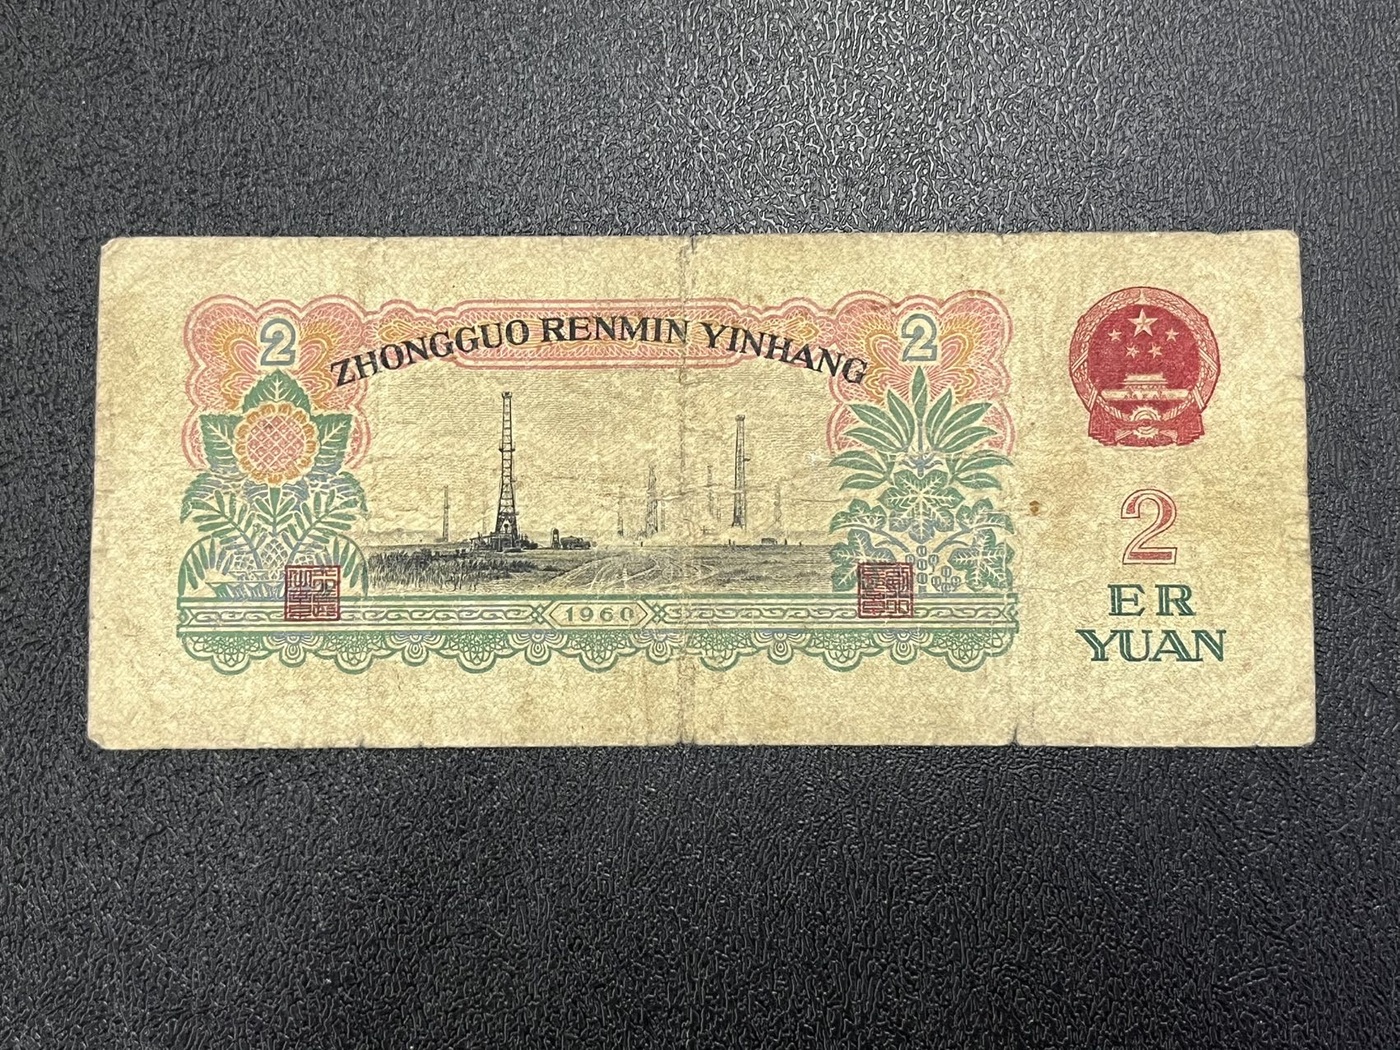 2
ZHONGGUO RENMIN YINHANG
2
1960
2
ER
YUAN